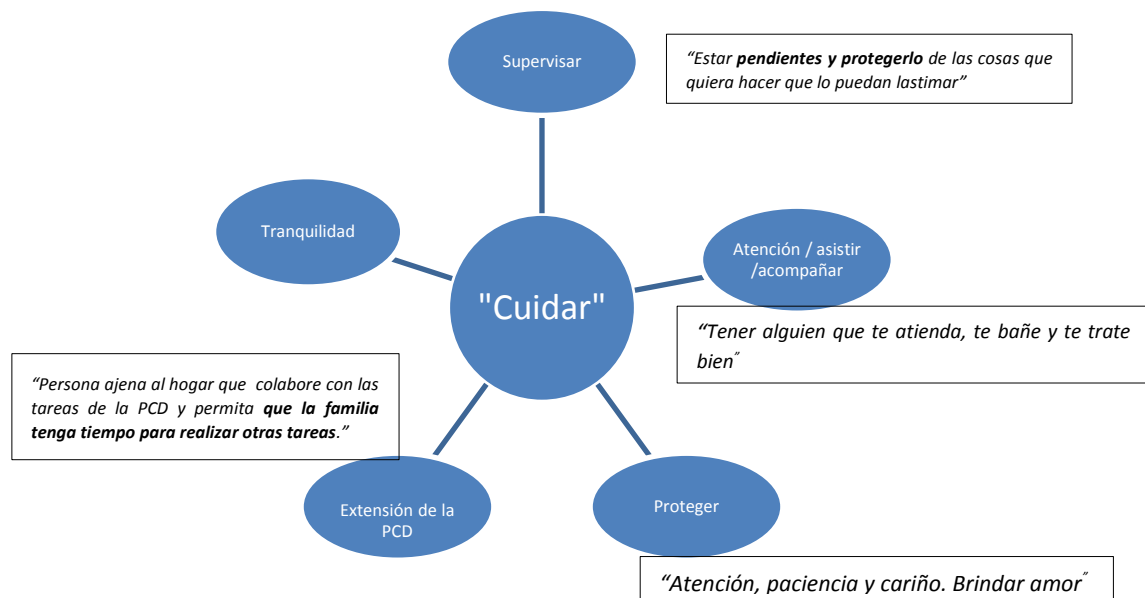 Supervisar
“Estar pendientes y protegerlo de las cosas que
quiera hacer que lo puedan lastimar”
Tranquilidad
Atención / asistir
/acompañar
"Cuidar"
“Tener alguien que te atienda, te bañe y te trate
bien”
“Persona ajena al hogar que colabore con las
tareas de la PCD y permita que la familia
tenga tiempo para realizar otras tareas.”
Extensión de la
PCD
Proteger
“Atención, paciencia y cariño. Brindar amor”